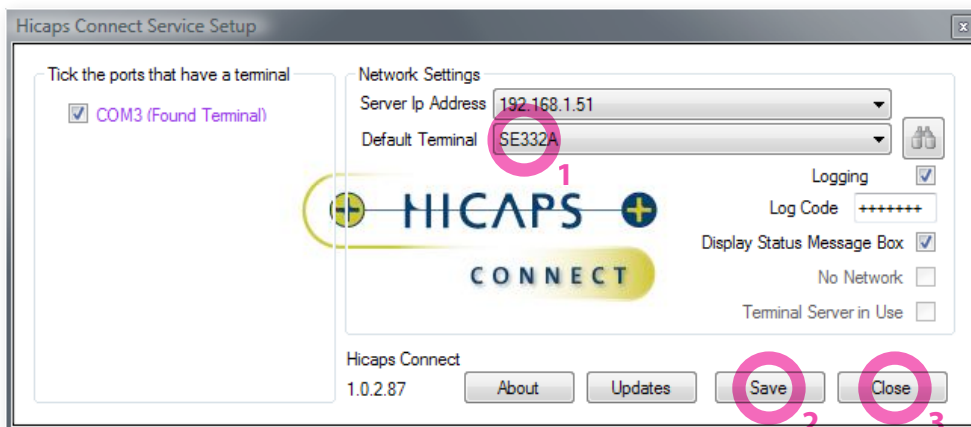 Hicaps Connect Service Setup
x
Tick the ports that have a terminal
COM3 (Found Terminal)
Network Settings
Server Ip Address 192.168.1.51
Default Terminal SE332A
1
Logging
Log Code +++++++
Display Status Message Box
No Network
Terminal Server in Use
HICAPS
CONNECT
Hicaps Connect
1.0.2.87 About Updates Save Close
2 3